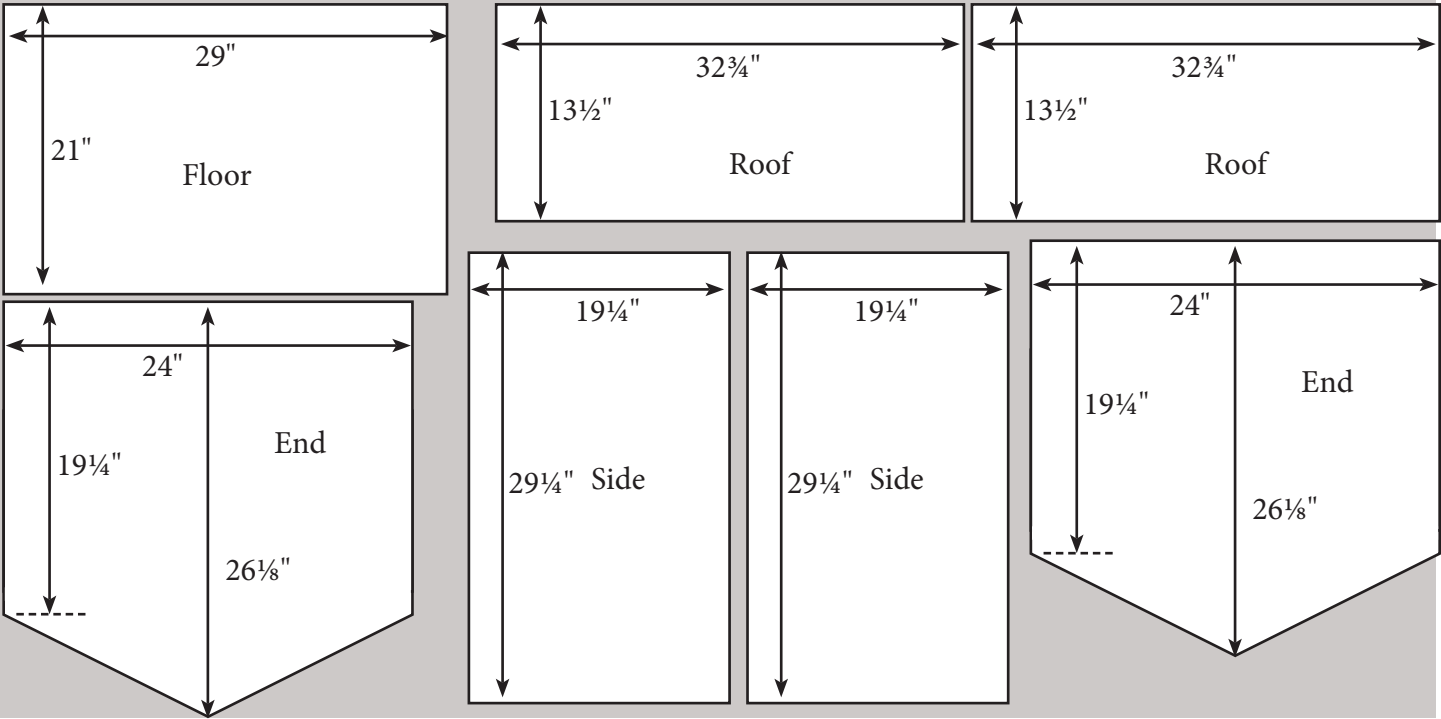 29"
21"
Floor
32¾"
13½"
Roof
32¾"
13½"
Roof
24"
19¼"
End
26⅛"
19¼"
29¼" Side
19¼"
29¼" Side
24"
19¼"
End
26⅛"